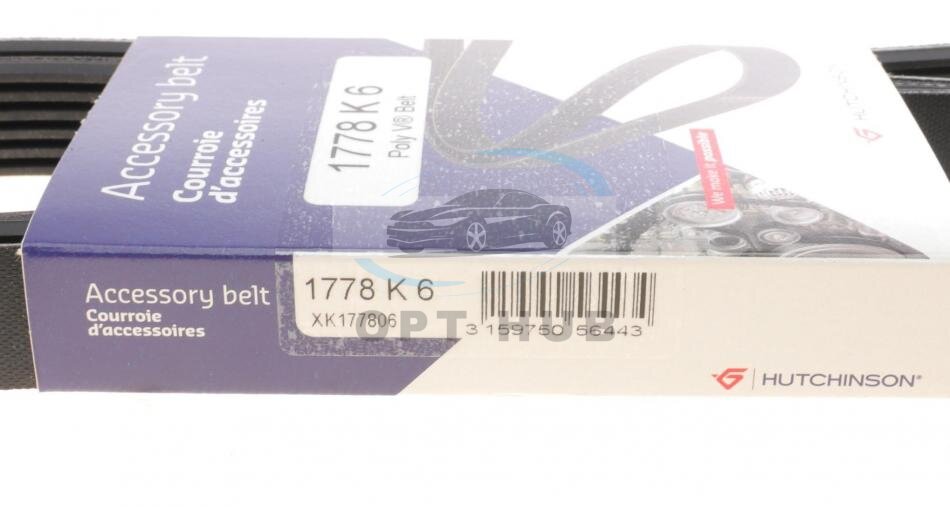 Accessory belt
Courroie
d'accessoires
1778 K 6
Poly V® Belt
We make it possible
HUTCHINSON
Accessory belt
Courroie
d'accessoires
1778 K 6
XK177806
3 159750 56443
OPT HUB
HUTCHINSON®